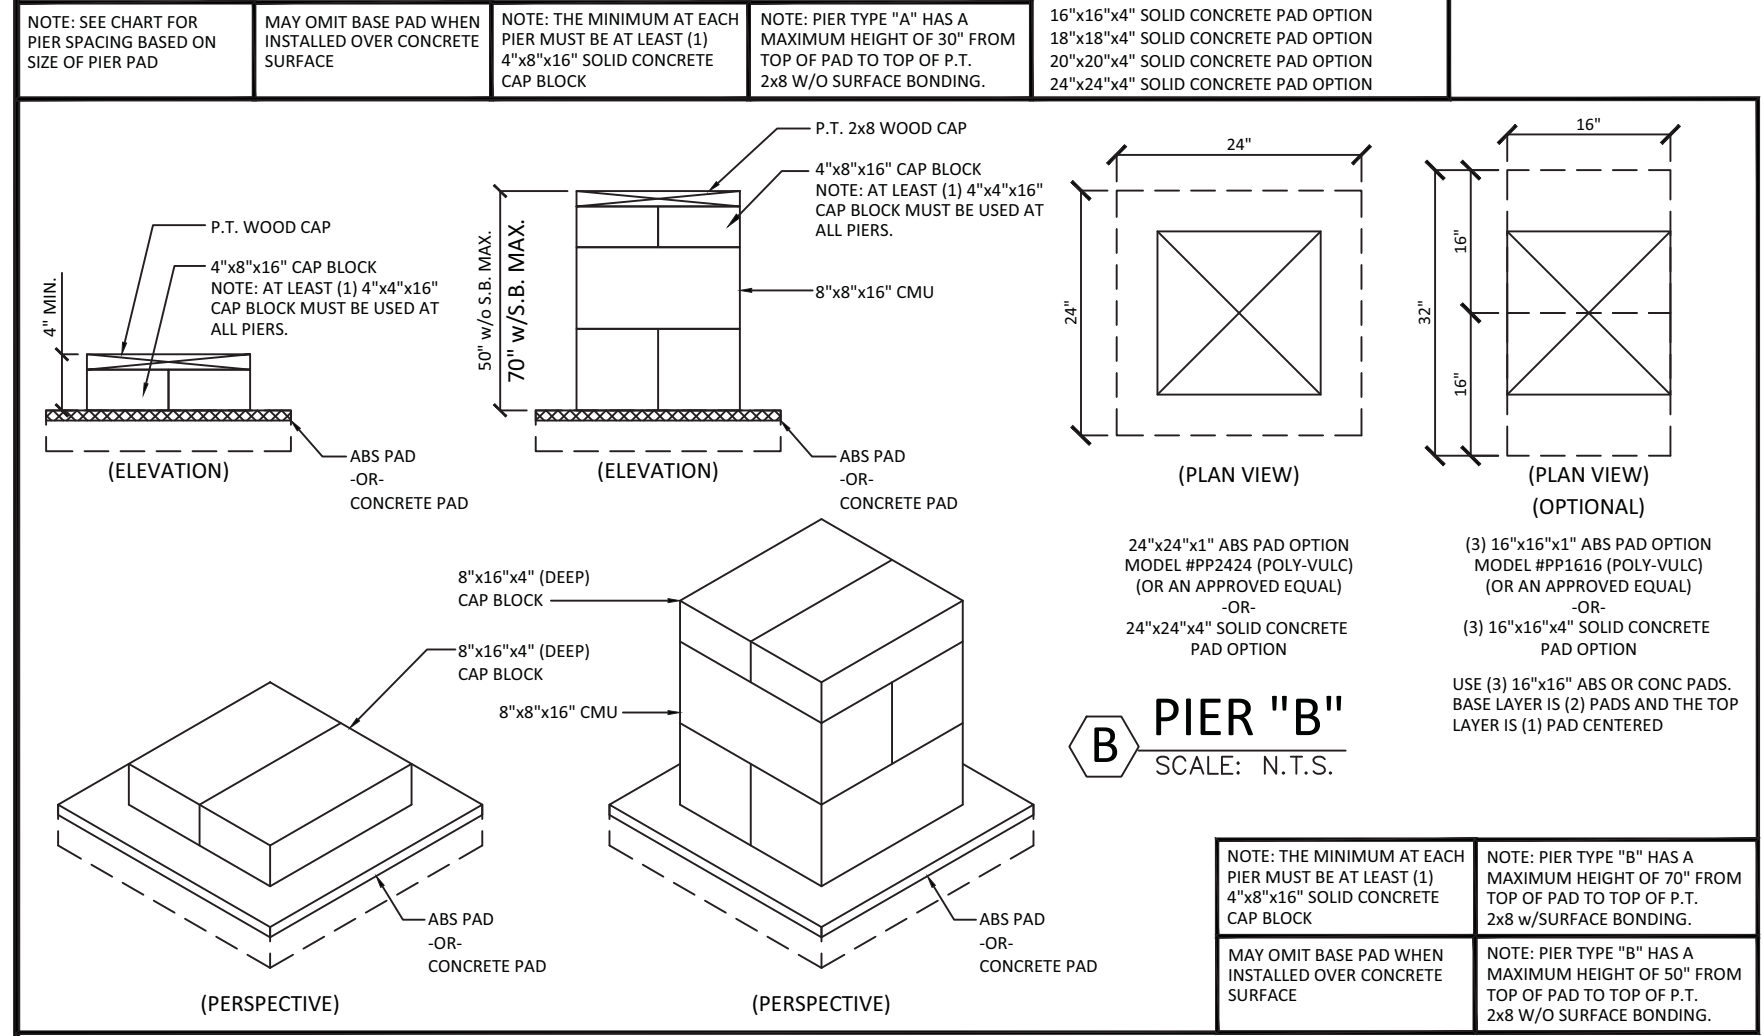 NOTE: SEE CHART FOR
PIER SPACING BASED ON
SIZE OF PIER PAD
MAY OMIT BASE PAD WHEN
INSTALLED OVER CONCRETE
SURFACE
NOTE: THE MINIMUM AT EACH
PIER MUST BE AT LEAST (1)
4"x8"x16" SOLID CONCRETE
CAP BLOCK
NOTE: PIER TYPE "A" HAS A
MAXIMUM HEIGHT OF 30" FROM
TOP OF PAD TO TOP OF P.T.
2x8 W/O SURFACE BONDING.
16"x16"x4" SOLID CONCRETE PAD OPTION
18"x18"x4" SOLID CONCRETE PAD OPTION
20"x20"x4" SOLID CONCRETE PAD OPTION
24"x24"x4" SOLID CONCRETE PAD OPTION
P.T. WOOD CAP
4"x8"x16" CAP BLOCK
NOTE: AT LEAST (1) 4"x4"x16"
CAP BLOCK MUST BE USED AT
ALL PIERS.
4" MIN.
(ELEVATION)
ABS PAD
-OR-
CONCRETE PAD
P.T. 2x8 WOOD CAP
4"x8"x16" CAP BLOCK
NOTE: AT LEAST (1) 4"x4"x16"
CAP BLOCK MUST BE USED AT
ALL PIERS.
8"x8"x16" CMU
50" w/o S.B. MAX.
70" w/S.B. MAX.
(ELEVATION)
ABS PAD
-OR-
CONCRETE PAD
24"
24"
(PLAN VIEW)
24"x24"x1" ABS PAD OPTION
MODEL #PP2424 (POLY-VULC)
(OR AN APPROVED EQUAL)
-OR-
24"x24"x4" SOLID CONCRETE
PAD OPTION
16"
32"
16"
16"
(PLAN VIEW)
(OPTIONAL)
(3) 16"x16"x1" ABS PAD OPTION
MODEL #PP1616 (POLY-VULC)
(OR AN APPROVED EQUAL)
-OR-
(3) 16"x16"x4" SOLID CONCRETE
PAD OPTION
USE (3) 16"x16" ABS OR CONC PADS.
BASE LAYER IS (2) PADS AND THE TOP
LAYER IS (1) PAD CENTERED
8"x16"x4" (DEEP)
CAP BLOCK
8"x16"x4" (DEEP)
CAP BLOCK
8"x8"x16" CMU
ABS PAD
-OR-
CONCRETE PAD
(PERSPECTIVE)
ABS PAD
-OR-
CONCRETE PAD
(PERSPECTIVE)
B
PIER "B"
SCALE: N.T.S.
NOTE: THE MINIMUM AT EACH
PIER MUST BE AT LEAST (1)
4"x8"x16" SOLID CONCRETE
CAP BLOCK
NOTE: PIER TYPE "B" HAS A
MAXIMUM HEIGHT OF 70" FROM
TOP OF PAD TO TOP OF P.T.
2x8 w/SURFACE BONDING.
MAY OMIT BASE PAD WHEN
INSTALLED OVER CONCRETE
SURFACE
NOTE: PIER TYPE "B" HAS A
MAXIMUM HEIGHT OF 50" FROM
TOP OF PAD TO TOP OF P.T.
2x8 W/O SURFACE BONDING.